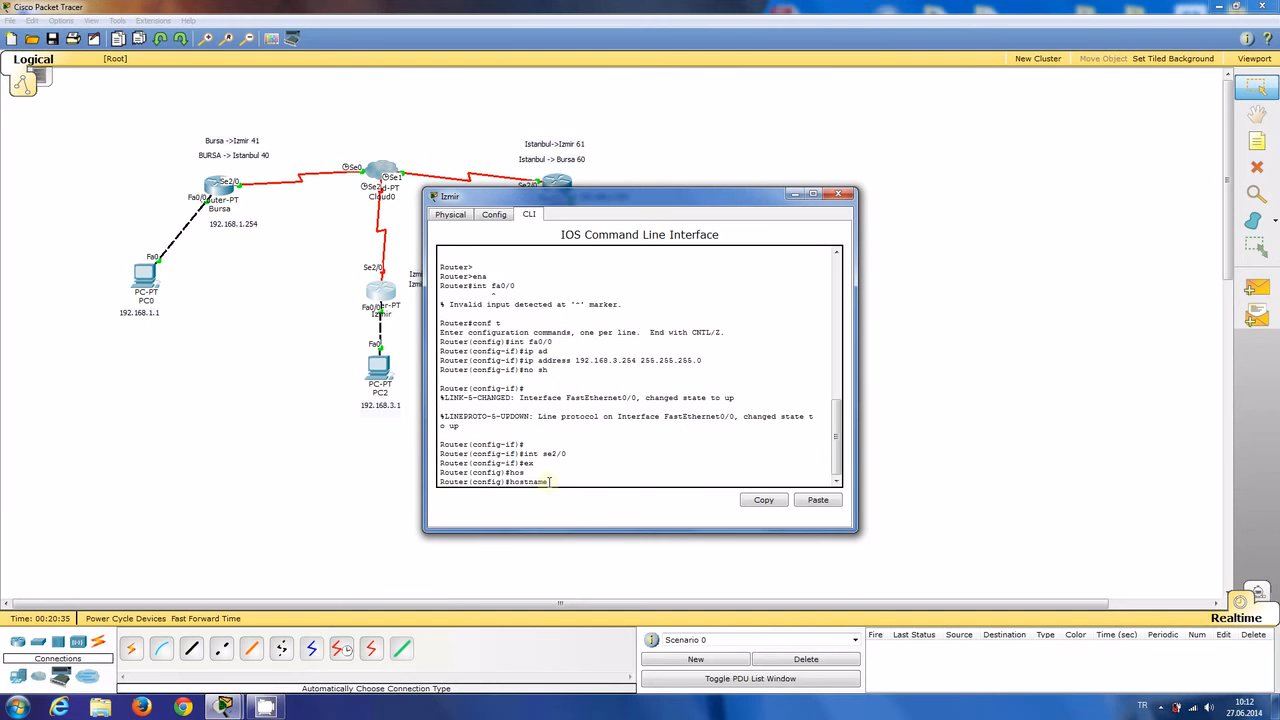 Cisco Packet Tracer
File Edit Options View Tools Extensions Help
Logical
[Root]
New Cluster
Move Object
Set Tiled Background
Viewport
Bursa ->Izmir 41
BURSA -> Istanbul 40
Istanbul->Izmir 61
Istanbul -> Bursa 60
Se0
Se1
Se2
d-PT
Cloud0
Se2/0
Fa0/0
uter-PT
Bursa
192.168.1.254
Se2/0
Fa0
PC-PT
PC0
192.168.1.1
Se2/0
er-PT
Fa0/0
Izmir
Fa0
PC-PT
PC2
192.168.3.1
Izmir
Physical
Config
CLI
IOS Command Line Interface
Router>
Router>ena
Router#int fa0/0
^
% Invalid input detected at '^' marker.
Router#conf t
Enter configuration commands, one per line. End with CNTL/Z.
Router(config)#int fa0/0
Router(config-if)#ip ad
Router(config-if)#ip address 192.168.3.254 255.255.255.0
Router(config-if)#no sh
Router(config-if)#
%LINK-5-CHANGED: Interface FastEthernet0/0, changed state to up
%LINEPROTO-5-UPDOWN: Line protocol on Interface FastEthernet0/0, changed state t
o up
Router(config-if)#
Router(config-if)#int se2/0
Router(config-if)#ex
Router(config)#hos
Router(config)#hostname
Copy
Paste
Time: 00:20:35
Power Cycle Devices Fast Forward Time
Realtime
Connections
Automatically Choose Connection Type
Scenario 0
New
Delete
Toggle PDU List Window
Fire Last Status Source Destination Type Color Time (sec) Periodic Num Edit Delete
TR
10:12
27.06.2014